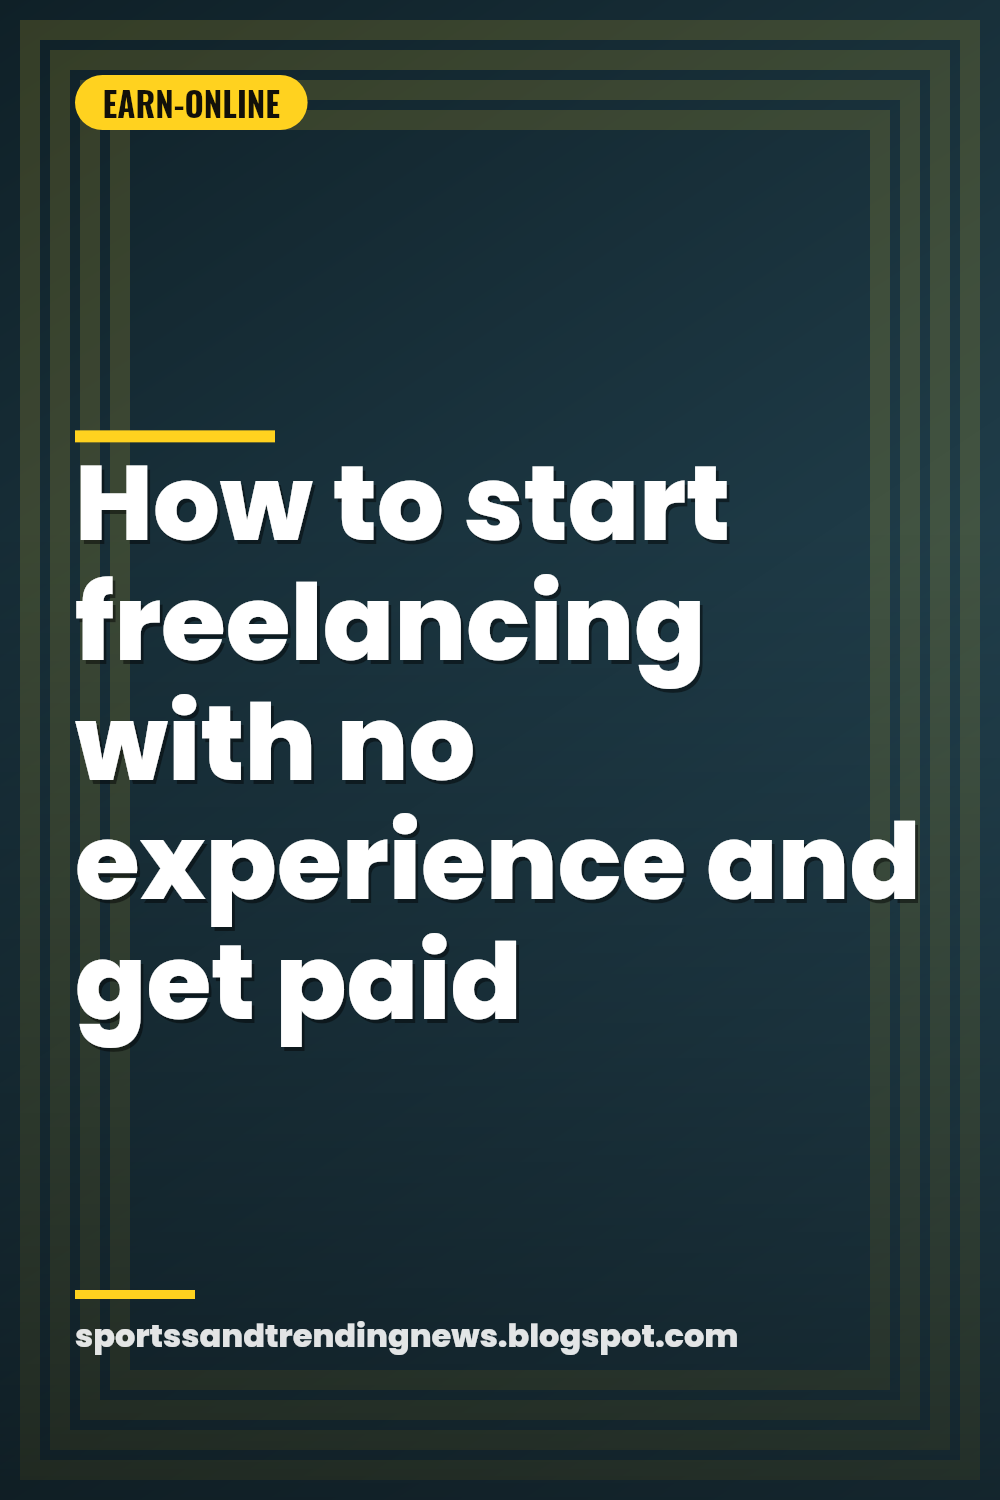 EARN-ONLINE
How to start
freelancing
with no
experience and
get paid
sportssandtrendingnews.blogspot.com